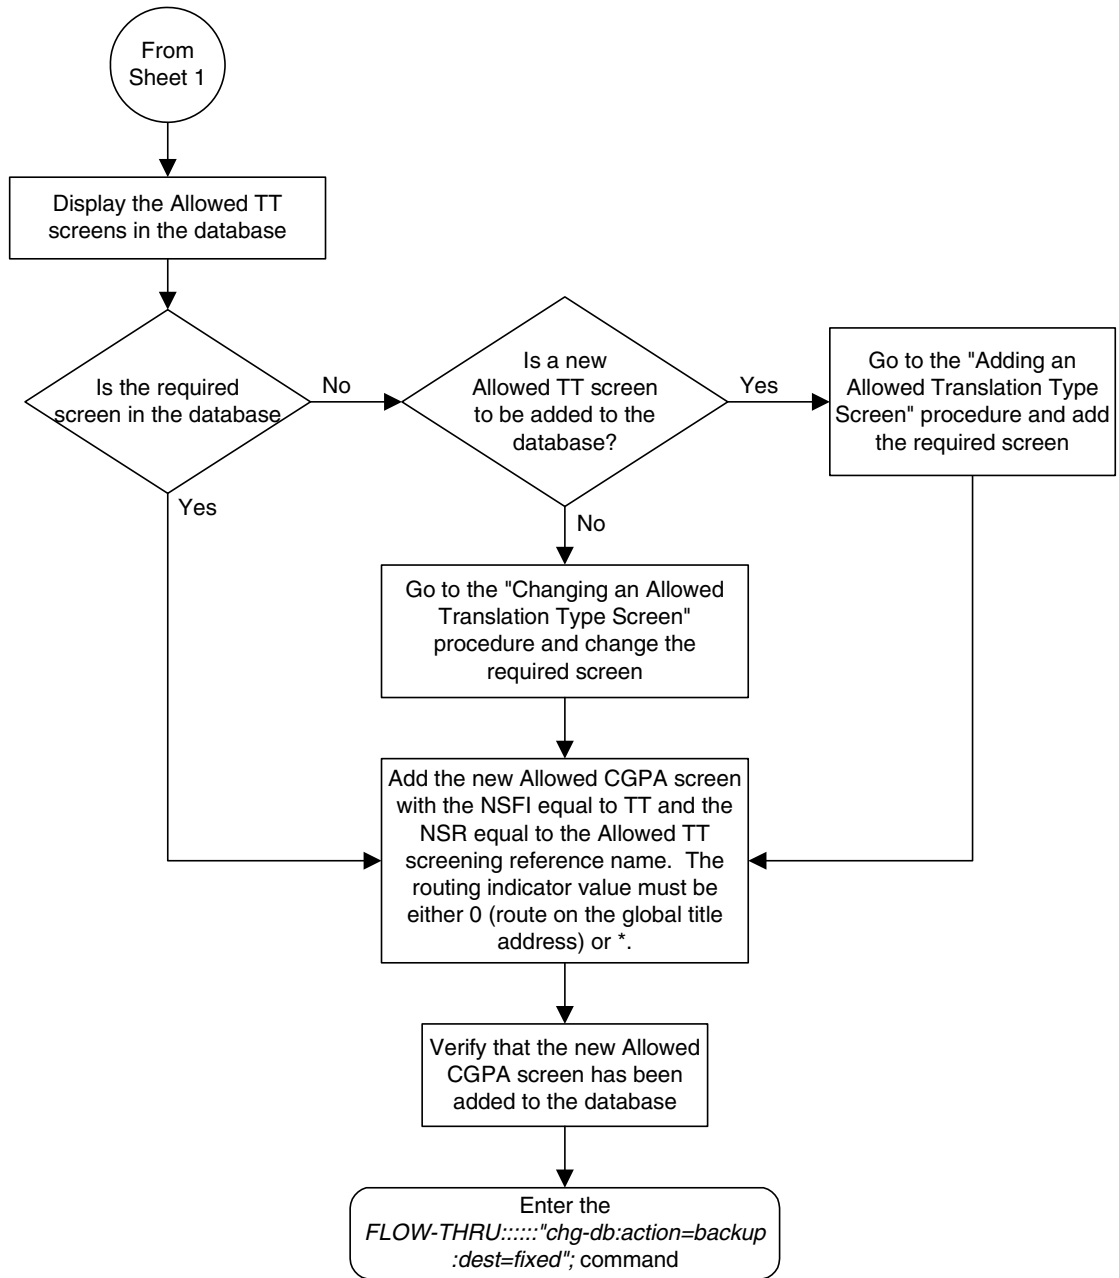 From
Sheet 1
Display the Allowed TT
screens in the database
Is the required
screen in the database
No
Yes
Is a new
Allowed TT screen
to be added to the
database?
Yes
No
Go to the "Adding an
Allowed Translation Type
Screen" procedure and add
the required screen
Go to the "Changing an Allowed
Translation Type Screen"
procedure and change the
required screen
Add the new Allowed CGPA screen
with the NSFI equal to TT and the
NSR equal to the Allowed TT
screening reference name.  The
routing indicator value must be
either 0 (route on the global title
address) or *.
Verify that the new Allowed
CGPA screen has been
added to the database
Enter the
FLOW-THRU::::::"chg-db:action=backup
:dest=fixed"; command